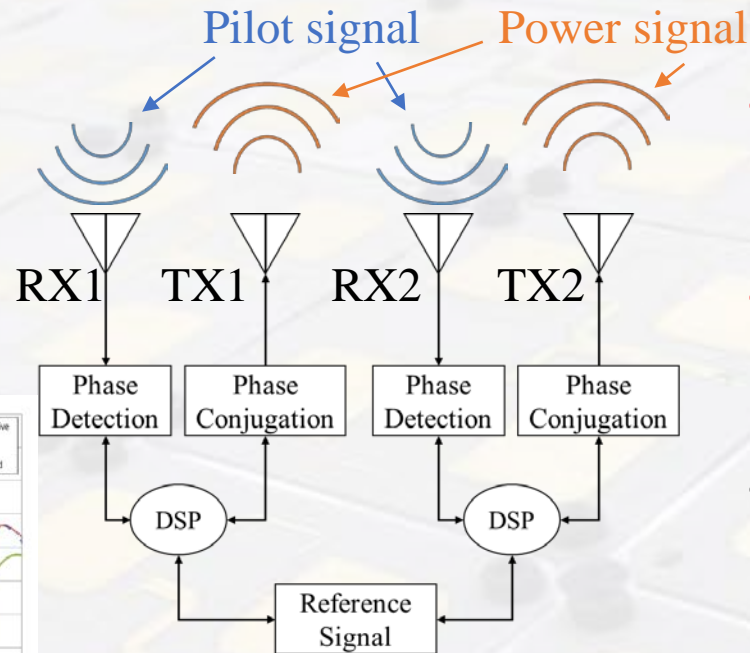 Pilot signal Power signal
RX1 TX1 RX2 TX2
Phase Detection
Phase Conjugation
Phase Detection
Phase Conjugation
DSP
DSP
Reference
Signal